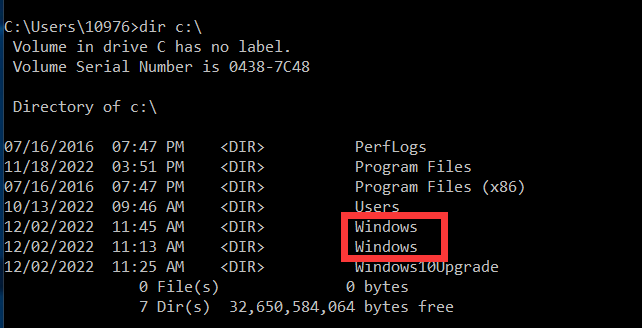 C:\Users\10976>dir c:\
Volume in drive C has no label.
Volume Serial Number is 0438-7C48
Directory of c:\
07/16/2016 07:47 PM <DIR> PerfLogs
11/18/2022 03:51 PM <DIR> Program Files
07/16/2016 07:47 PM <DIR> Program Files (x86)
10/13/2022 09:46 AM <DIR> Users
12/02/2022 11:45 AM <DIR> Windows
12/02/2022 11:13 AM <DIR> Windows
12/02/2022 11:25 AM <DIR> Windows10Upgrade
0 File(s) 0 bytes
7 Dir(s) 32,650,584,064 bytes free